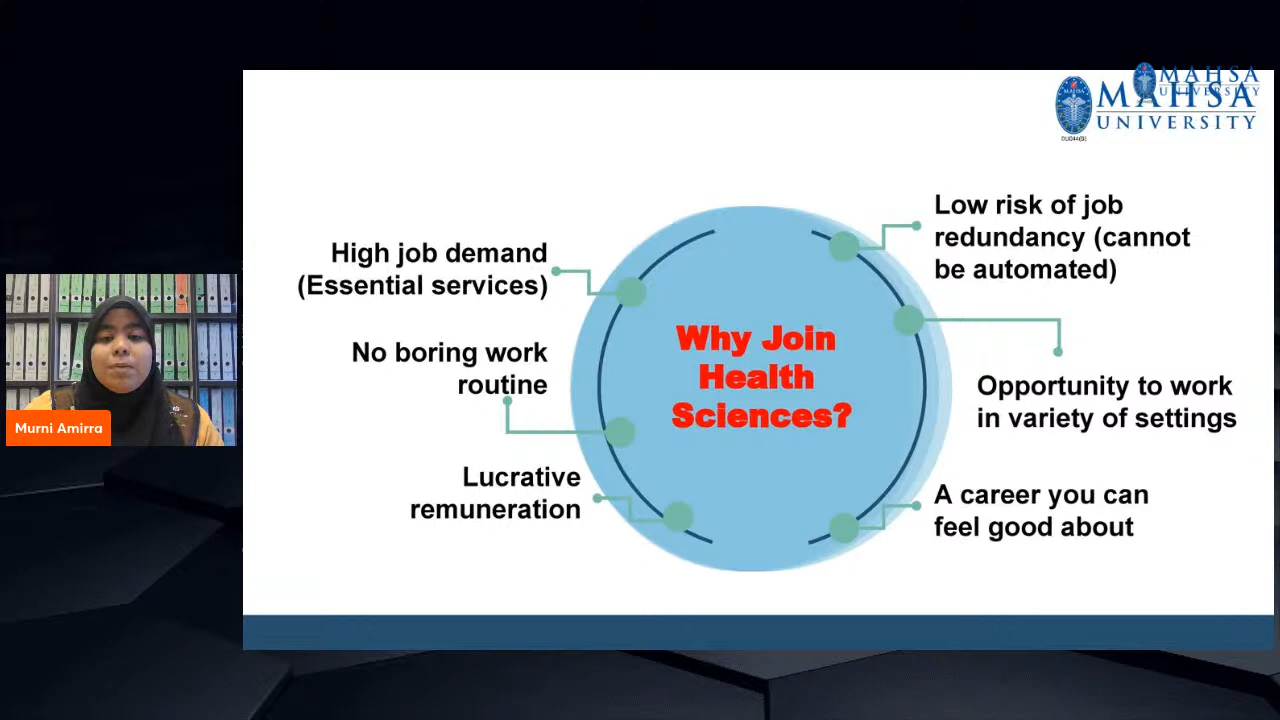 MAHSA
UNIVERSITY
MAHSA
UNIVERSITY
High job demand
(Essential services)
No boring work
routine
Lucrative
remuneration
Why Join
Health
Sciences?
Low risk of job
redundancy (cannot
be automated)
Opportunity to work
in variety of settings
A career you can
feel good about
Murni Amirra